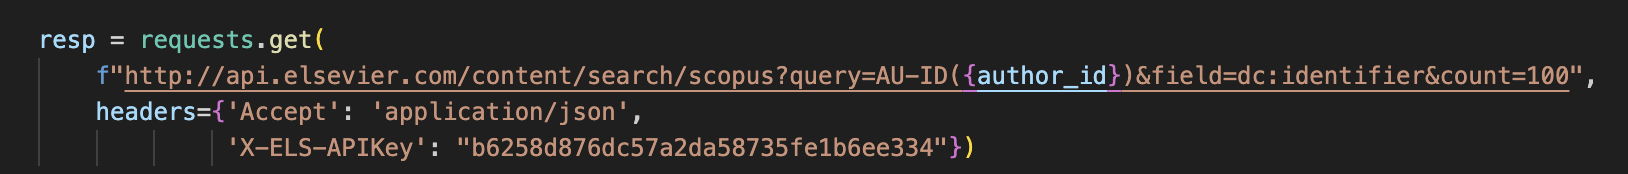 resp = requests.get(
f"http://api.elsevier.com/content/search/scopus?query=AU-ID({author_id})&field=dc:identifier&count=100",
headers={'Accept': 'application/json',
'X-ELS-APIKey': "b6258d876dc57a2da58735fe1b6ee334"})